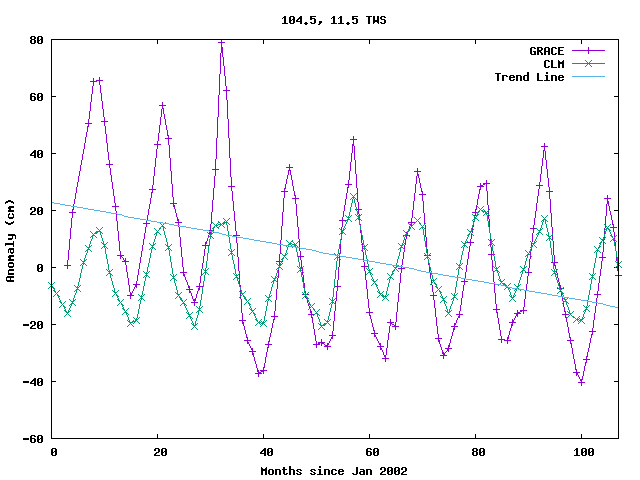 104.5, 11.5 TWS
GRACE
CLM
Trend Line
Anomaly (cm)
80
60
40
20
0
-20
-40
-60
0 20 40 60 80 100
Months since Jan 2002